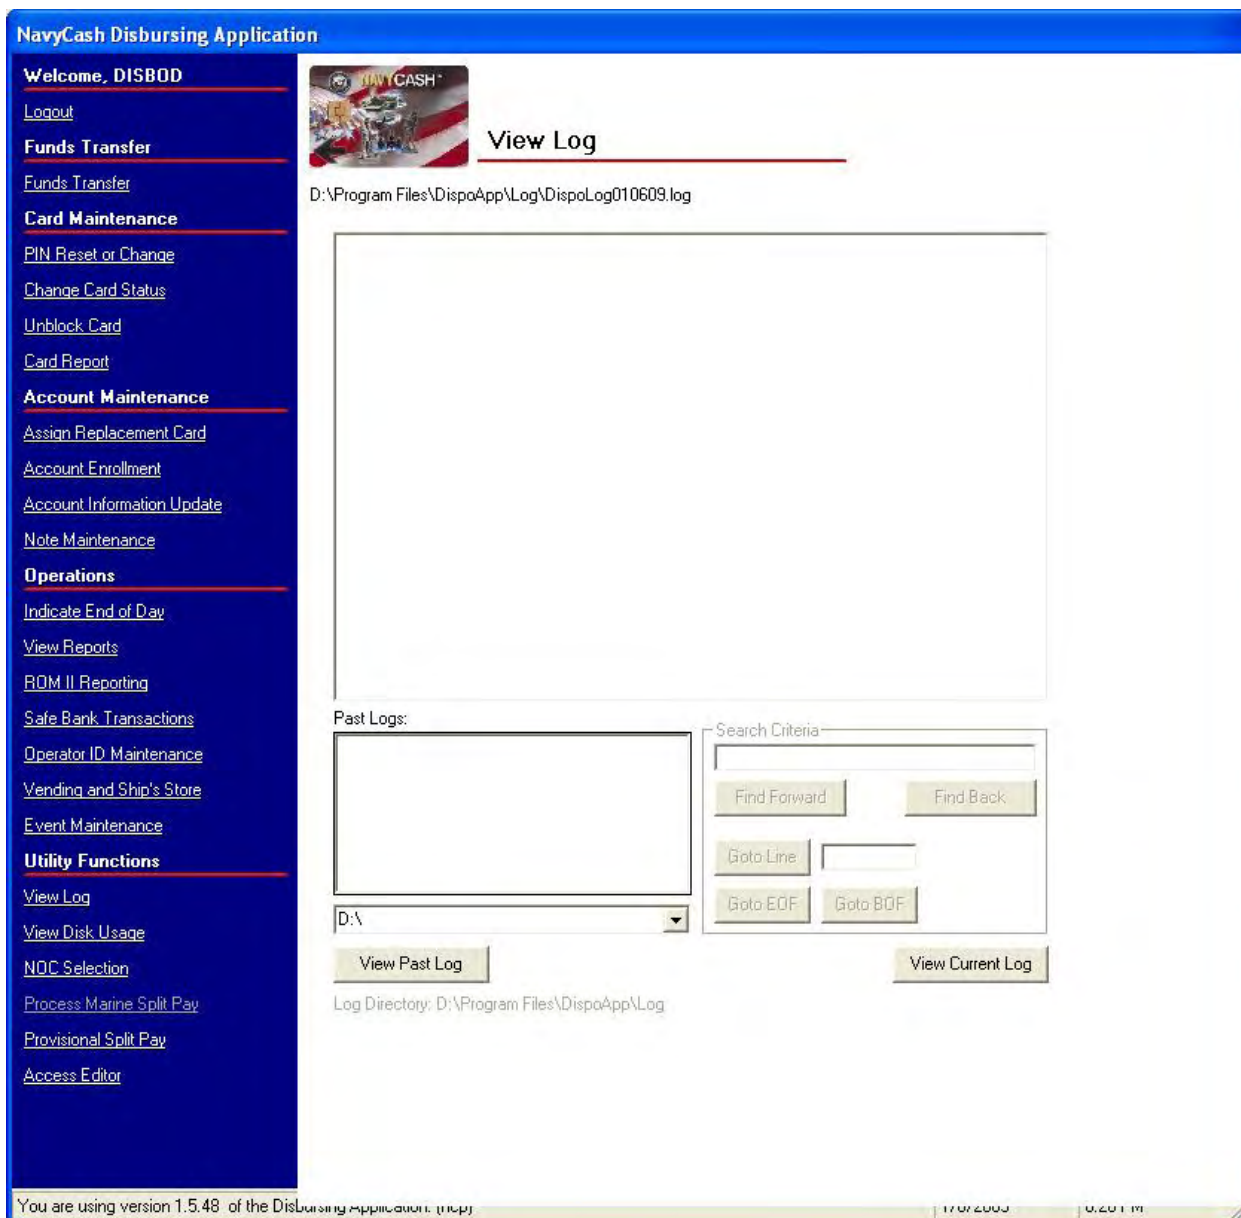 NavyCash Disbursing Application
Welcome, DISBOD
Logout
Funds Transfer
Funds Transfer
Card Maintenance
PIN Reset or Change
Change Card Status
Unblock Card
Card Report
Account Maintenance
Assign Replacement Card
Account Enrollment
Account Information Update
Note Maintenance
Operations
Indicate End of Day
View Reports
ROM II Reporting
Safe Bank Transactions
Operator ID Maintenance
Vending and Ship's Store
Event Maintenance
Utility Functions
View Log
View Disk Usage
NOC Selection
Process Marine Split Pay
Provisional Split Pay
Access Editor
NAVYCASH
View Log
D:\Program Files\DispoApp\Log\DispoLog010609.log
Past Logs:
Search Criteria
Find Forward Find Back
Goto Line
Goto EOF Goto BOF
D:\
View Past Log View Current Log
Log Directory: D:\Program Files\DispoApp\Log
You are using version 1.5.48 of the Disbursing Application.